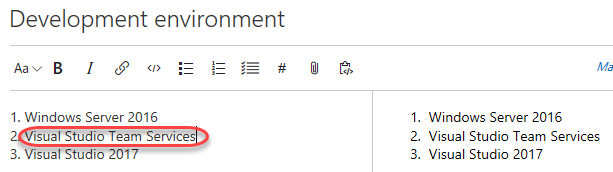 Development environment
Aa B I </> #
Ma
1. Windows Server 2016
2. Visual Studio Team Services
3. Visual Studio 2017
1. Windows Server 2016
2. Visual Studio Team Services
3. Visual Studio 2017